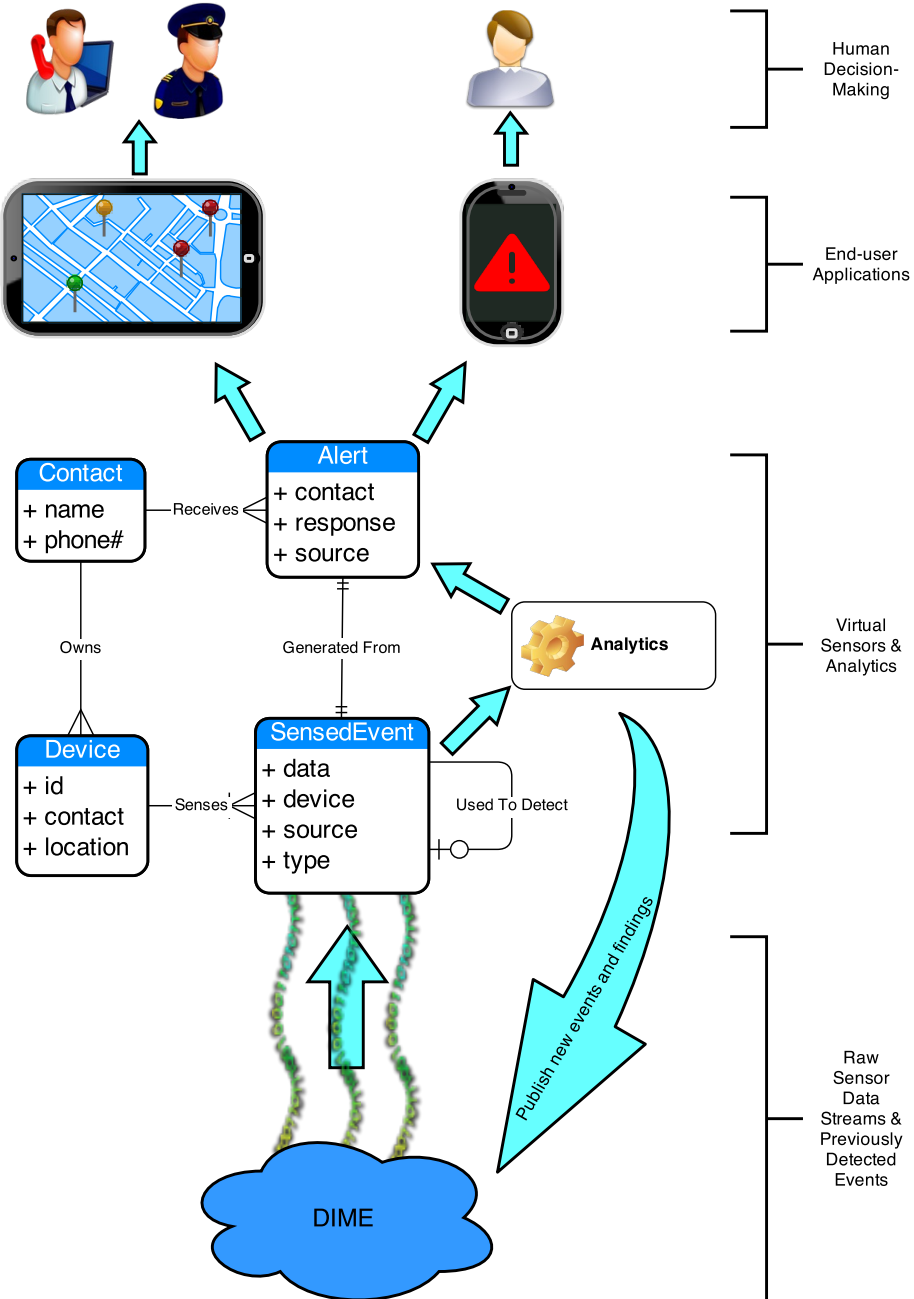 Human
Decision-
Making
End-user
Applications
Contact
+ name
+ phone#
Receives
Alert
+ contact
+ response
+ source
Owns
Generated From
Analytics
Virtual
Sensors &
Analytics
Device
+ id
+ contact
+ location
Senses
SensedEvent
+ data
+ device
+ source
+ type
Used To Detect
Publish new events and findings
Raw
Sensor
Data
Streams &
Previously
Detected
Events
DIME